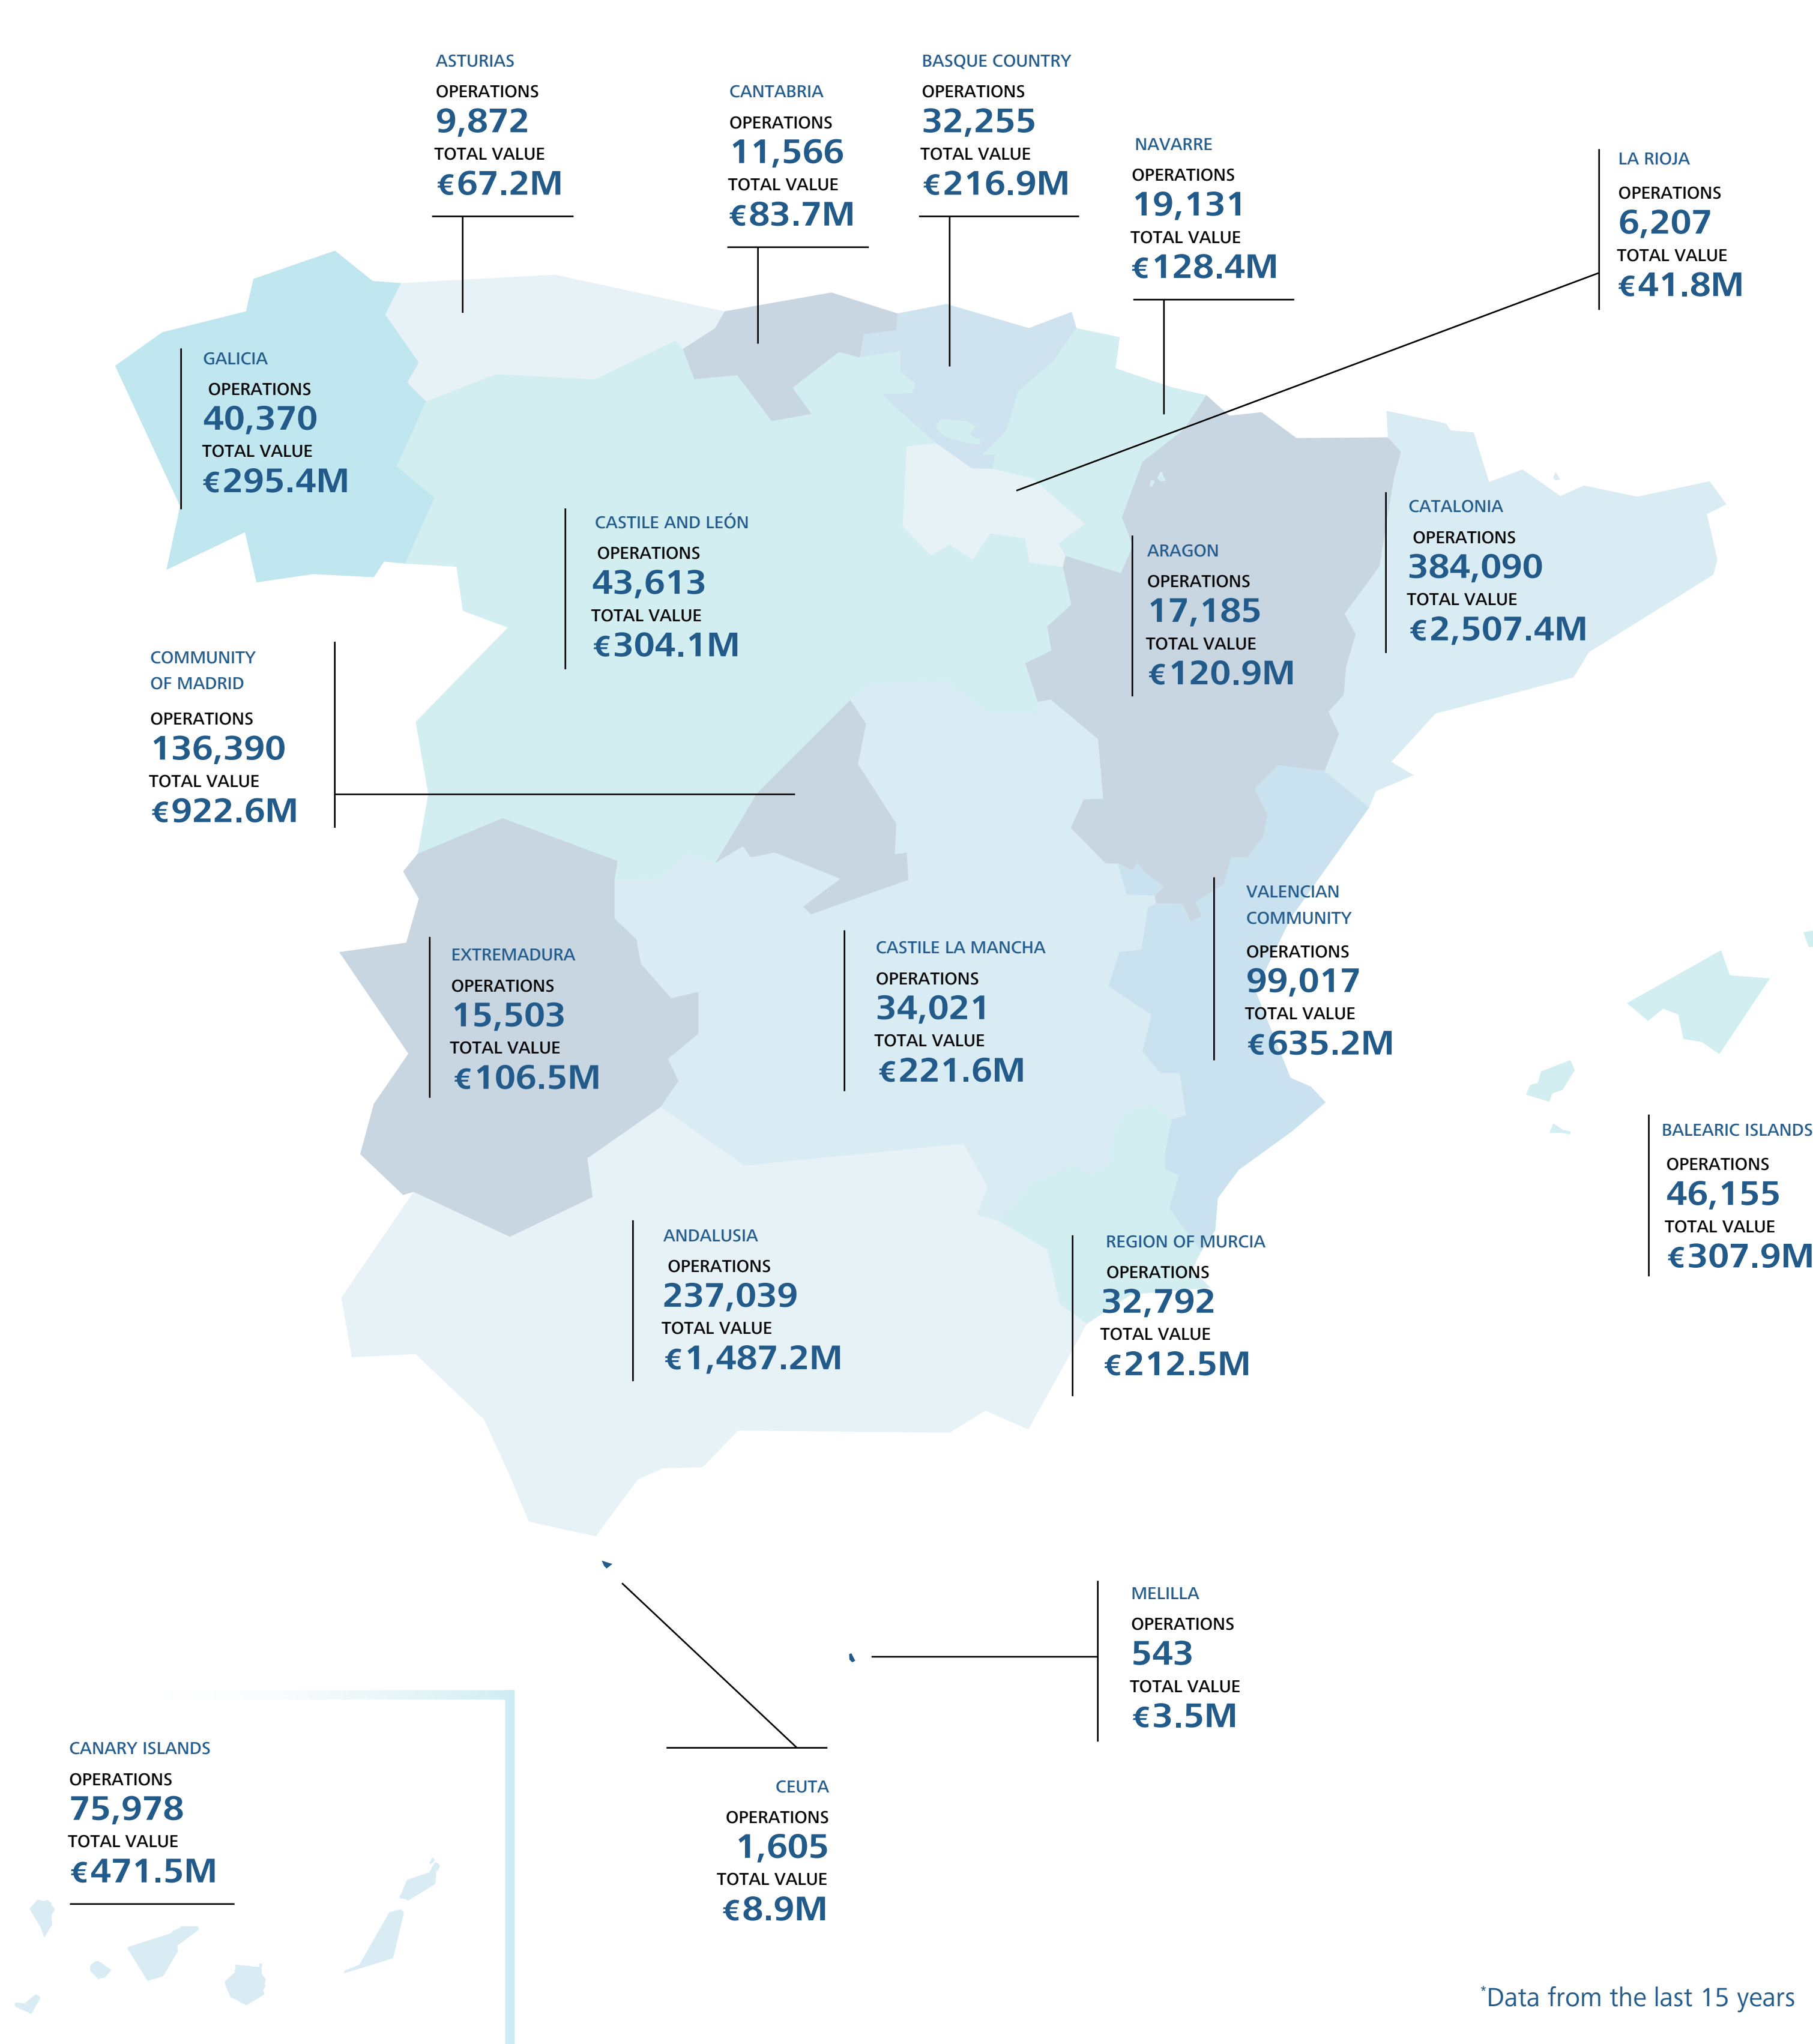 ASTURIAS
OPERATIONS
9,872
TOTAL VALUE
€67.2M
CANTABRIA
OPERATIONS
11,566
TOTAL VALUE
€83.7M
BASQUE COUNTRY
OPERATIONS
32,255
TOTAL VALUE
€216.9M
NAVARRE
OPERATIONS
19,131
TOTAL VALUE
€128.4M
LA RIOJA
OPERATIONS
6,207
TOTAL VALUE
€41.8M
GALICIA
OPERATIONS
40,370
TOTAL VALUE
€295.4M
CASTILE AND LEÓN
OPERATIONS
43,613
TOTAL VALUE
€304.1M
ARAGON
OPERATIONS
17,185
TOTAL VALUE
€120.9M
CATALONIA
OPERATIONS
384,090
TOTAL VALUE
€2,507.4M
COMMUNITY
OF MADRID
OPERATIONS
136,390
TOTAL VALUE
€922.6M
EXTREMADURA
OPERATIONS
15,503
TOTAL VALUE
€106.5M
CASTILE LA MANCHA
OPERATIONS
34,021
TOTAL VALUE
€221.6M
VALENCIAN
COMMUNITY
OPERATIONS
99,017
TOTAL VALUE
€635.2M
BALEARIC ISLANDS
OPERATIONS
46,155
TOTAL VALUE
€307.9M
ANDALUSIA
OPERATIONS
237,039
TOTAL VALUE
€1,487.2M
REGION OF MURCIA
OPERATIONS
32,792
TOTAL VALUE
€212.5M
MELILLA
OPERATIONS
543
TOTAL VALUE
€3.5M
CANARY ISLANDS
OPERATIONS
75,978
TOTAL VALUE
€471.5M
CEUTA
OPERATIONS
1,605
TOTAL VALUE
€8.9M
*Data from the last 15 years